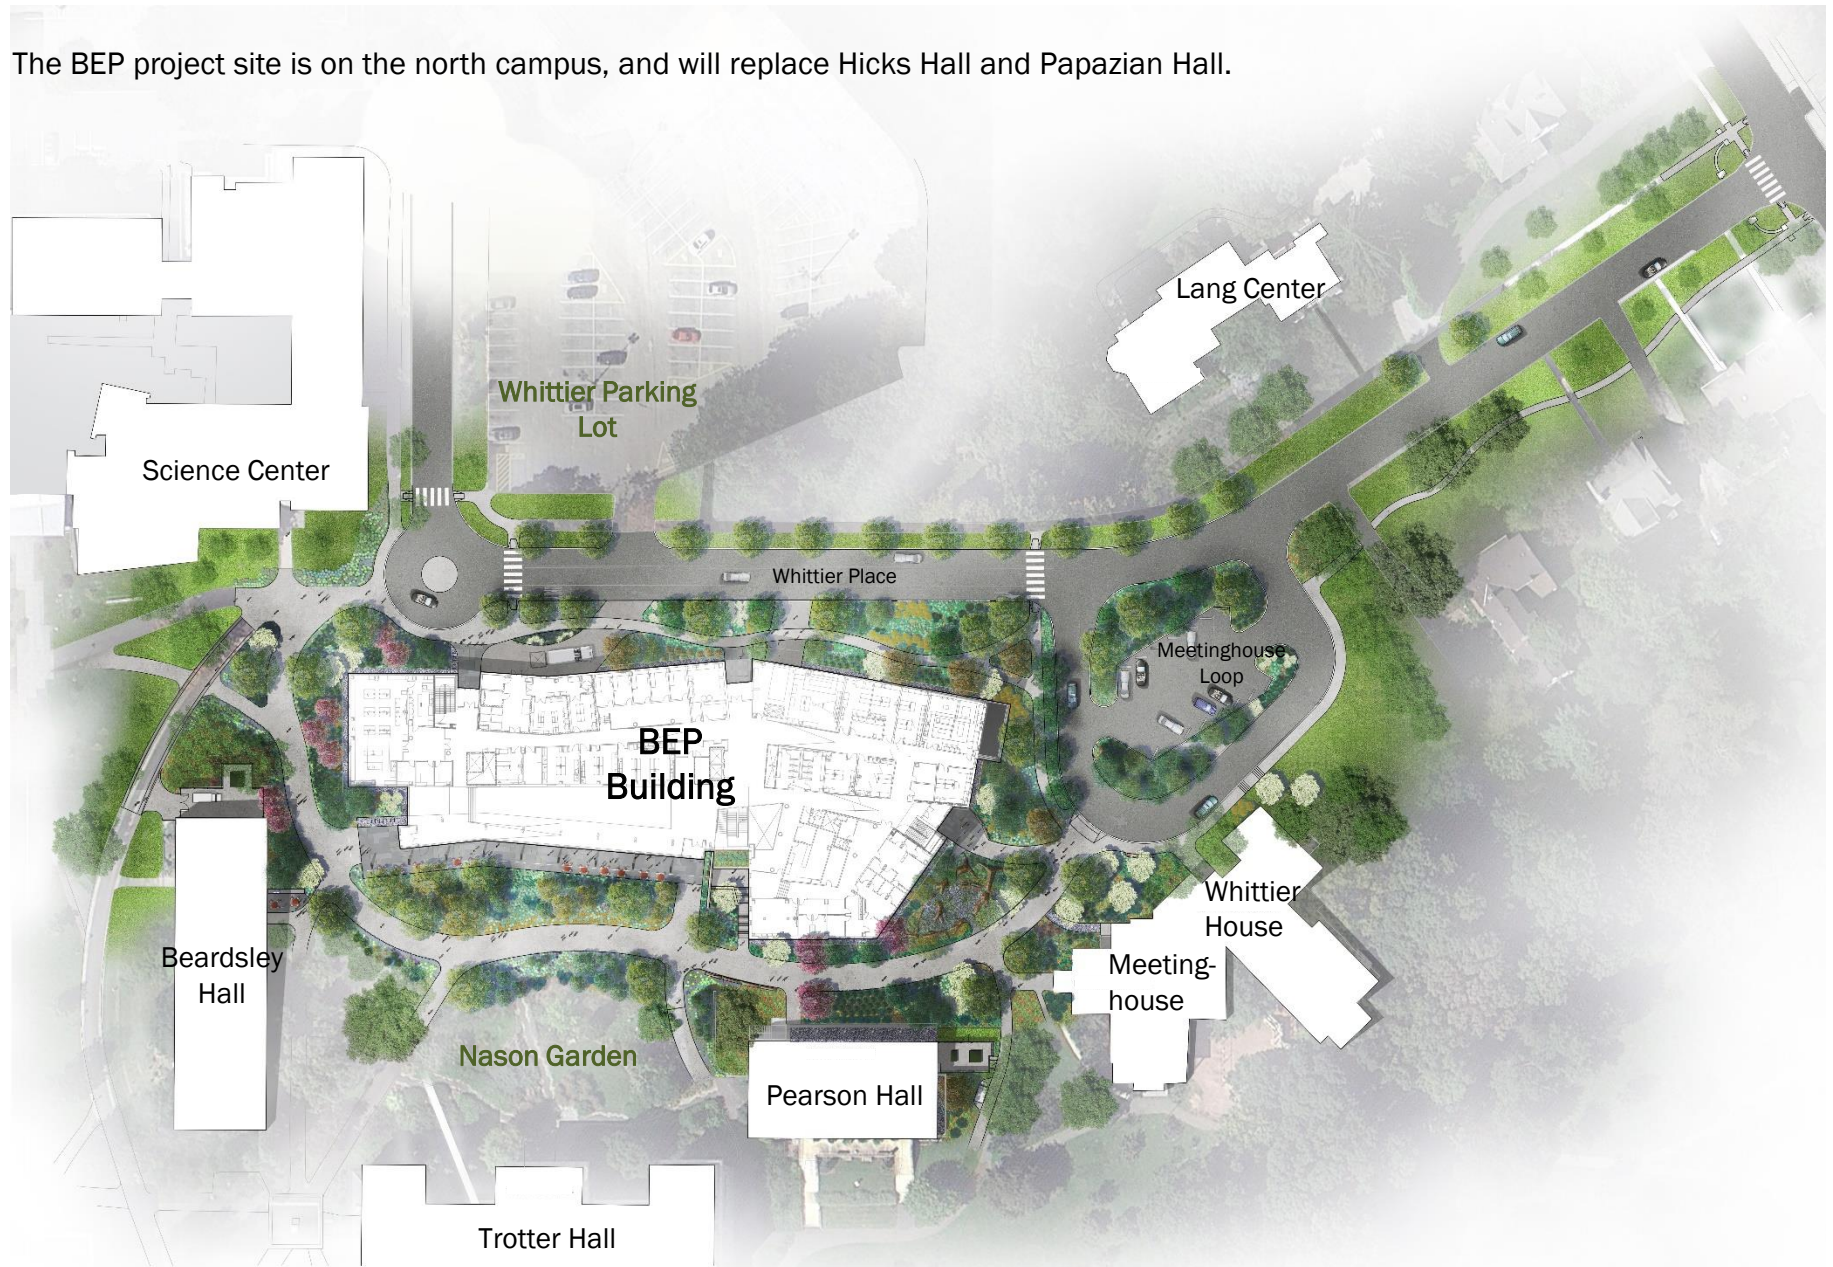 The BEP project site is on the north campus, and will replace Hicks Hall and Papazian Hall.
Lang Center
Whittier Parking
Lot
Science Center
Whittier Place
Meetinghouse
Loop
BEP
Building
Whittier
House
Beardsley
Hall
Meeting-
house
Nason Garden
Pearson Hall
Trotter Hall